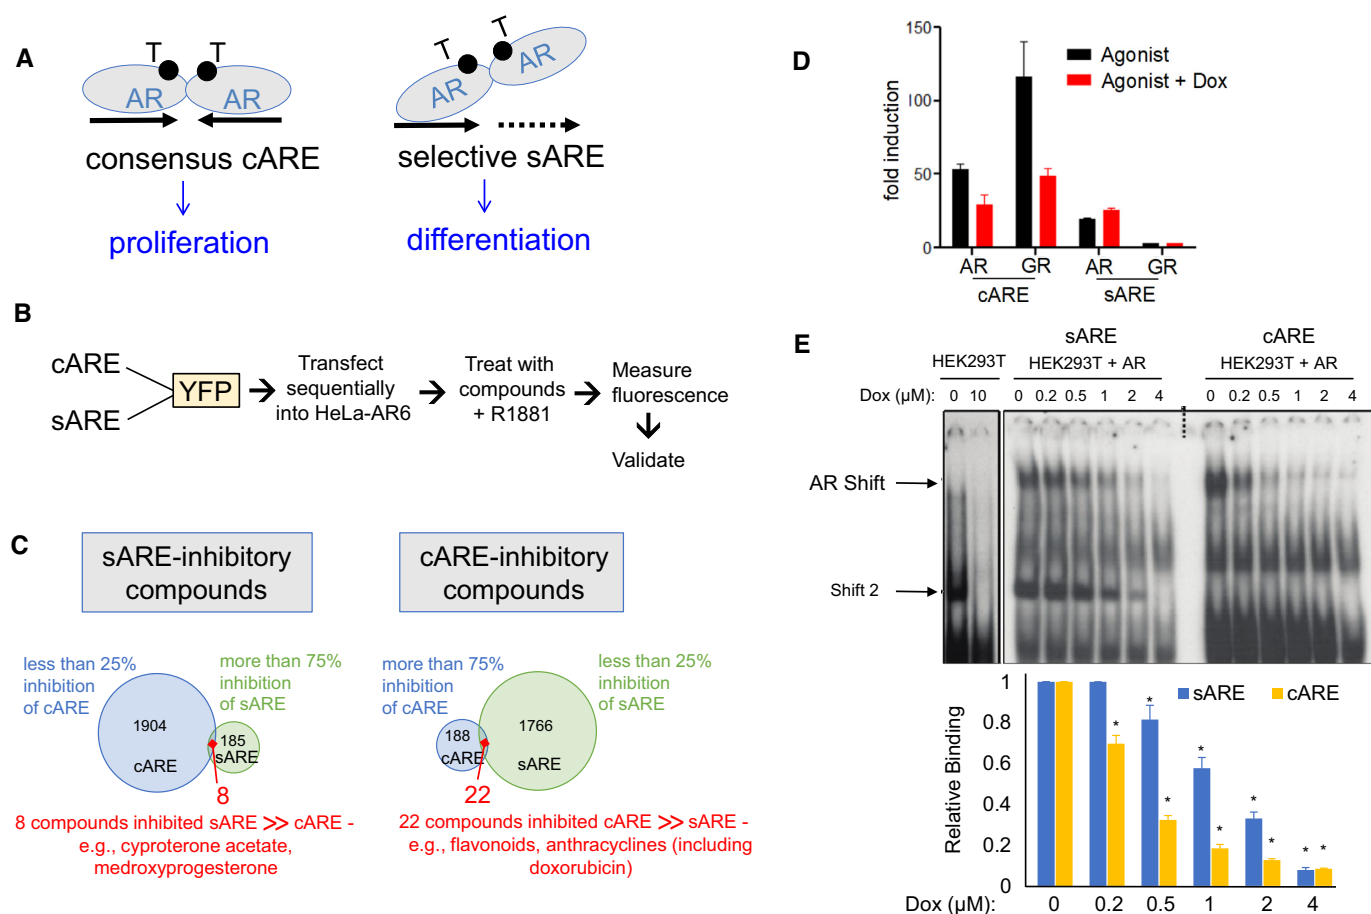 A
T T
AR AR
consensus cARE
proliferation
T T
AR AR
selective sARE
differentiation
B
cARE
sARE
YFP
Transfect
sequentially
into HeLa-AR6
Treat with
compounds
+ R1881
Measure
fluorescence
Validate
C
sARE-inhibitory
compounds
less than 25%
inhibition
of cARE
more than 75%
inhibition
of sARE
1904
cARE
185
sARE
8
8 compounds inhibited sARE >> cARE -
e.g., cyproterone acetate,
medroxyprogesterone
cARE-inhibitory
compounds
more than 75%
inhibition
of cARE
less than 25%
inhibition
of sARE
188
cARE
1766
sARE
22
22 compounds inhibited cARE >> sARE -
e.g., flavonoids, anthracyclines (including
doxorubicin)
D
fold induction
150
100
50
0
Agonist
Agonist + Dox
AR GR AR GR
cARE sARE
E
HEK293T
sARE
HEK293T + AR
cARE
HEK293T + AR
Dox (µM): 0 10 0 0.2 0.5 1 2 4 0 0.2 0.5 1 2 4
AR Shift
Shift 2
Relative Binding
1
0.8
0.6
0.4
0.2
0
sARE cARE
* * * * * * * * *
Dox (µM): 0 0.2 0.5 1 2 4